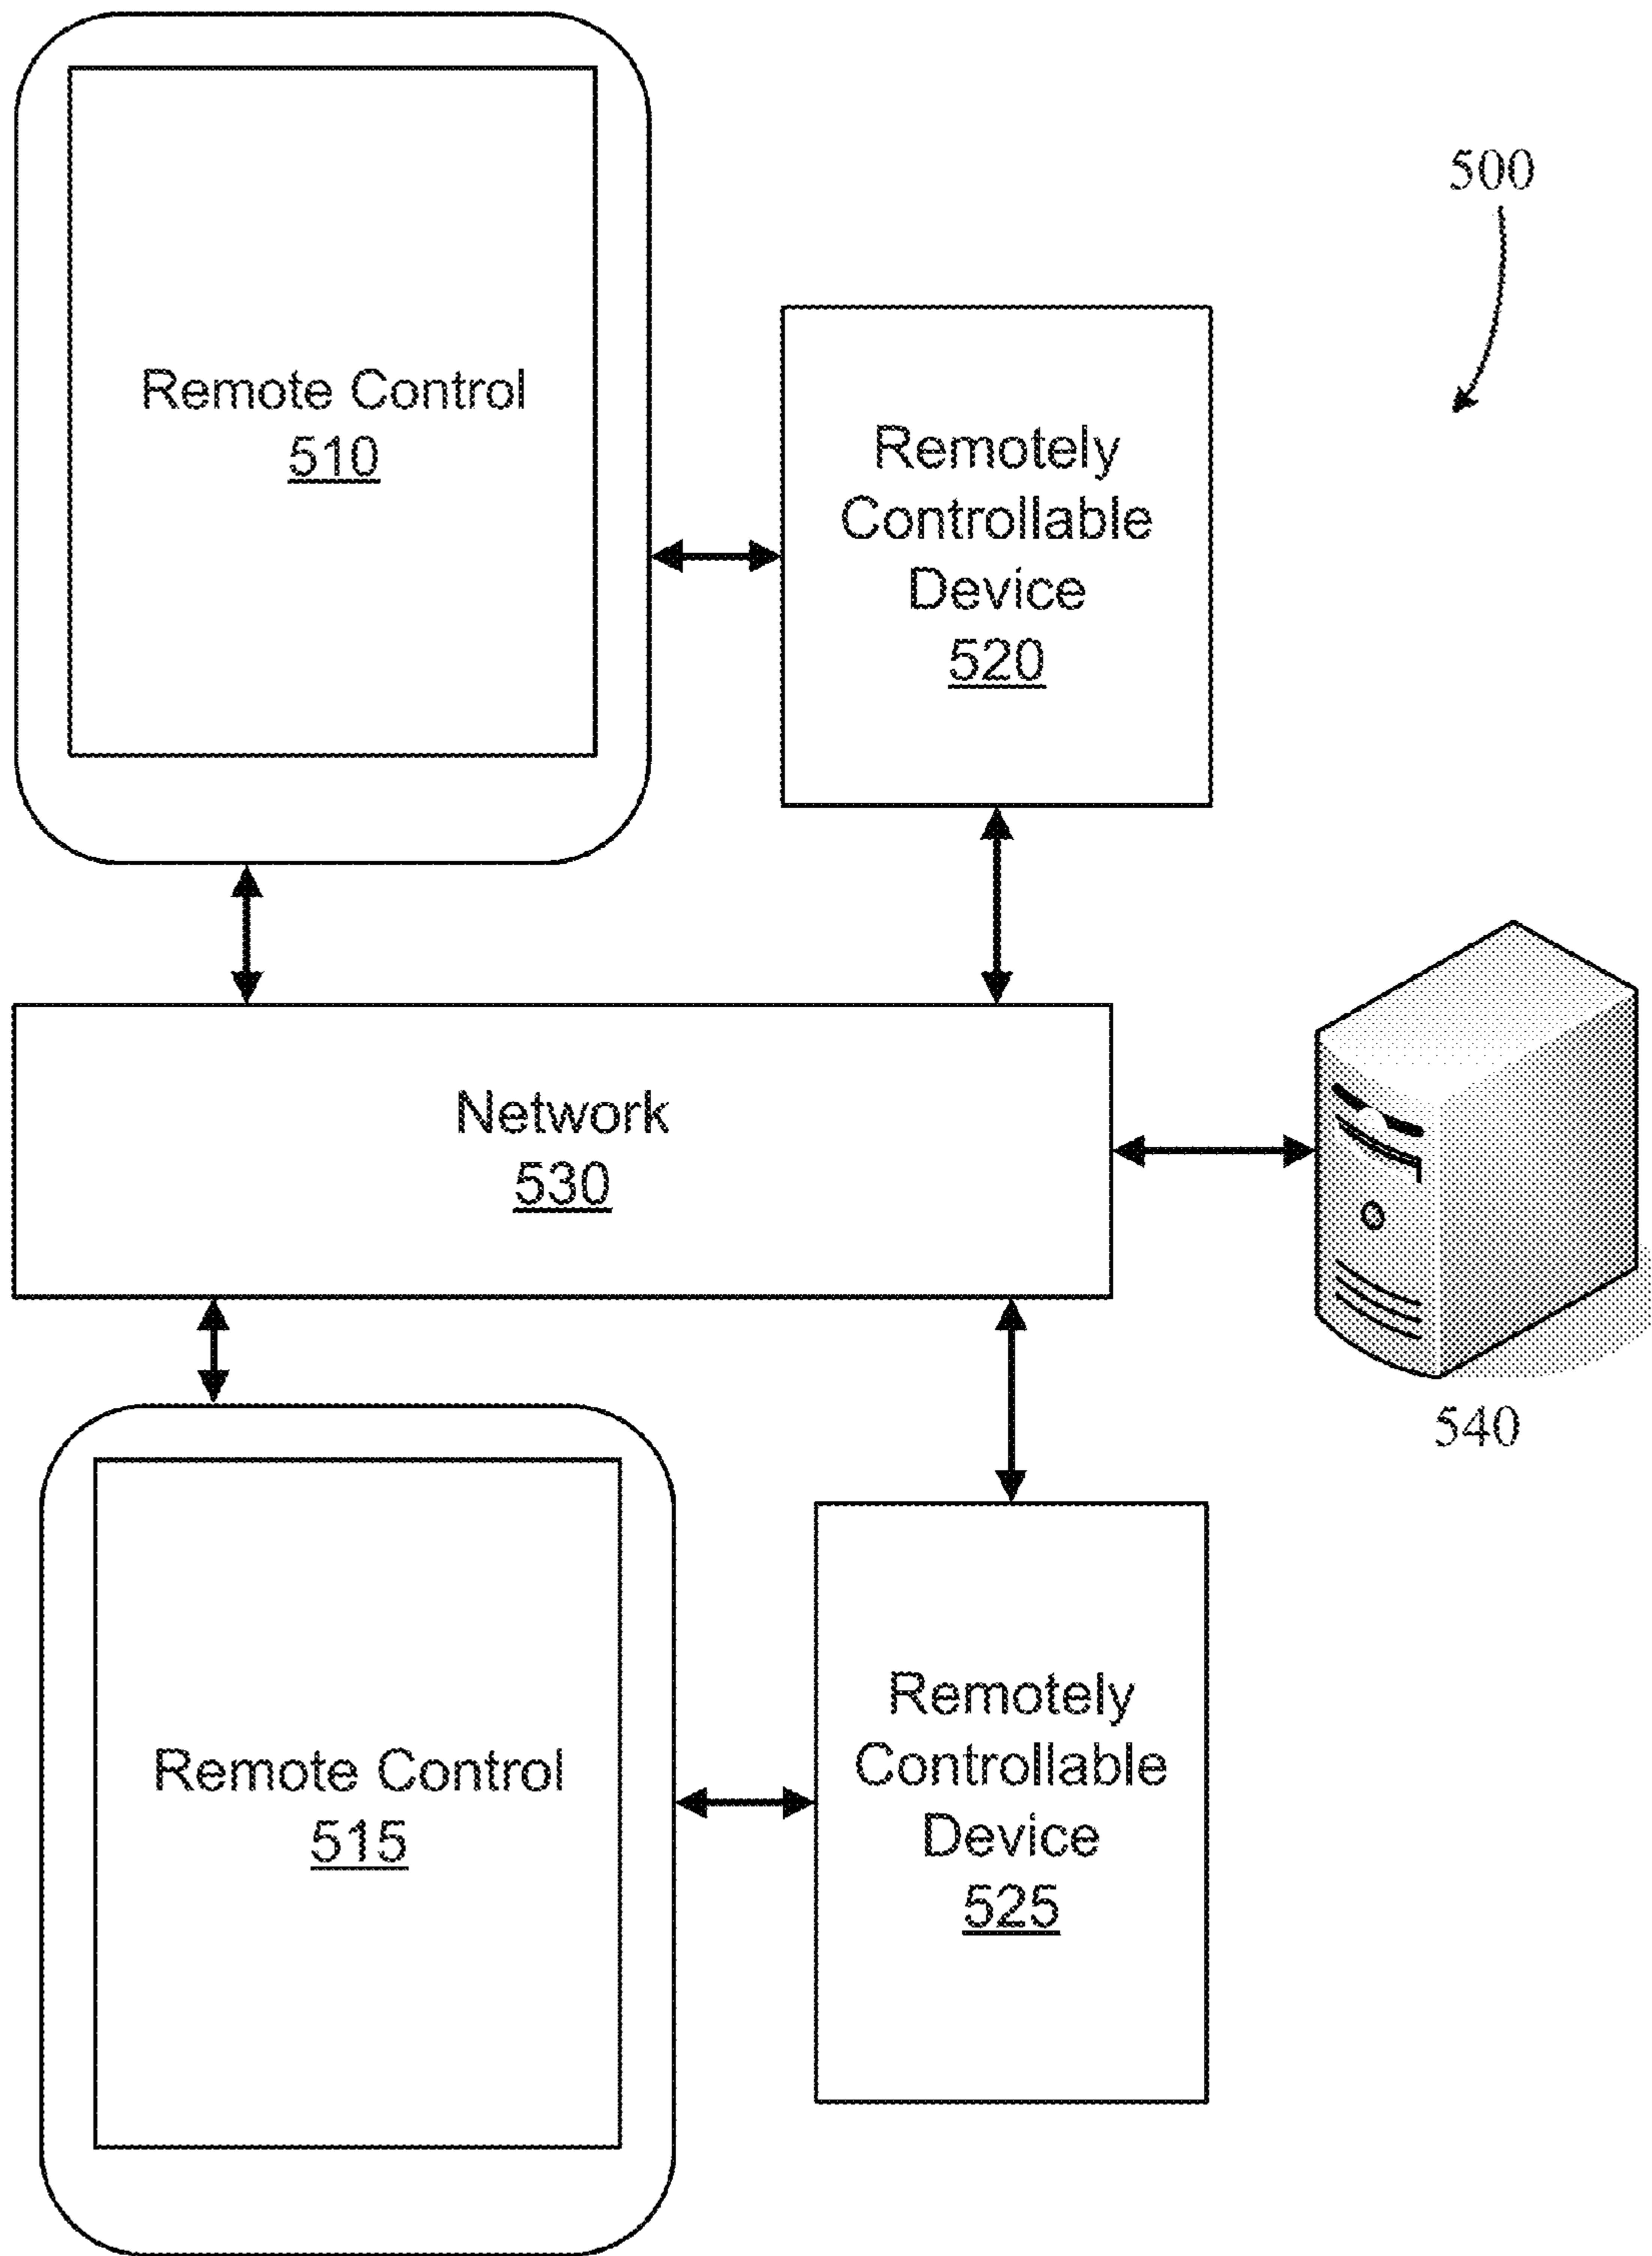 500
Remote Control
510
Remotely
Controllable
Device
520
Network
530
540
Remote Control
515
Remotely
Controllable
Device
525